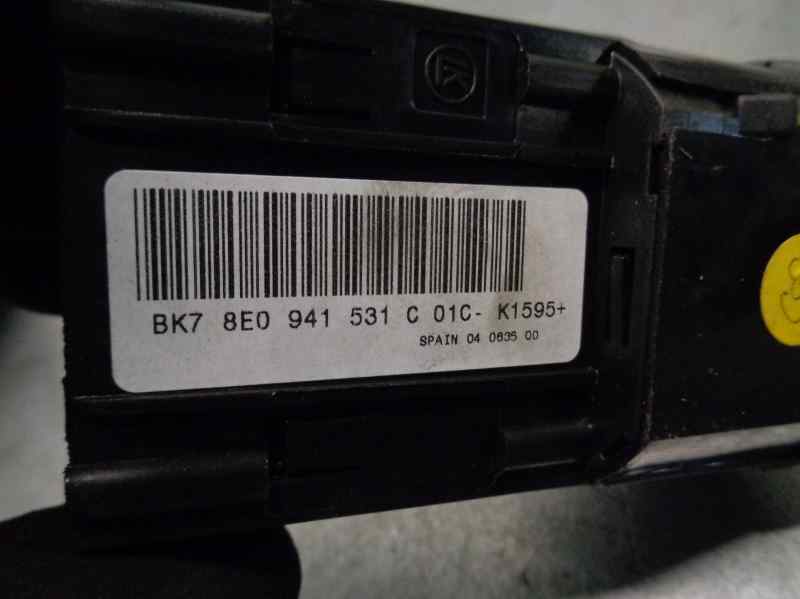 BK7 8E0 941 531 C 01C- K1595+
SPAIN 04 0635 00